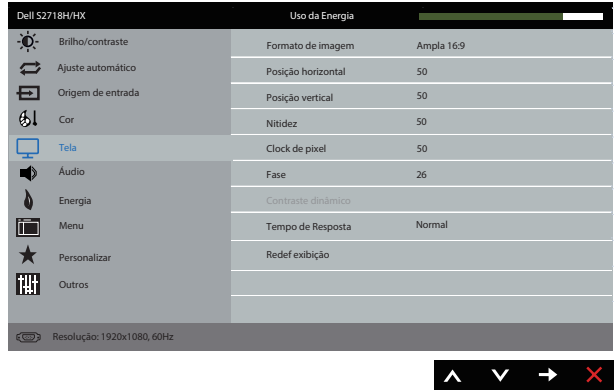 Dell S2718H/HX Uso da Energia
Brilho/contraste
Ajuste automático
Origem de entrada
Cor
Tela
Áudio
Energia
Menu
Personalizar
Outros
Formato de imagem Ampla 16:9
Posição horizontal 50
Posição vertical 50
Nitidez 50
Clock de pixel 50
Fase 26
Contraste dinâmico
Tempo de Resposta Normal
Redef exibição
Resolução: 1920x1080, 60Hz